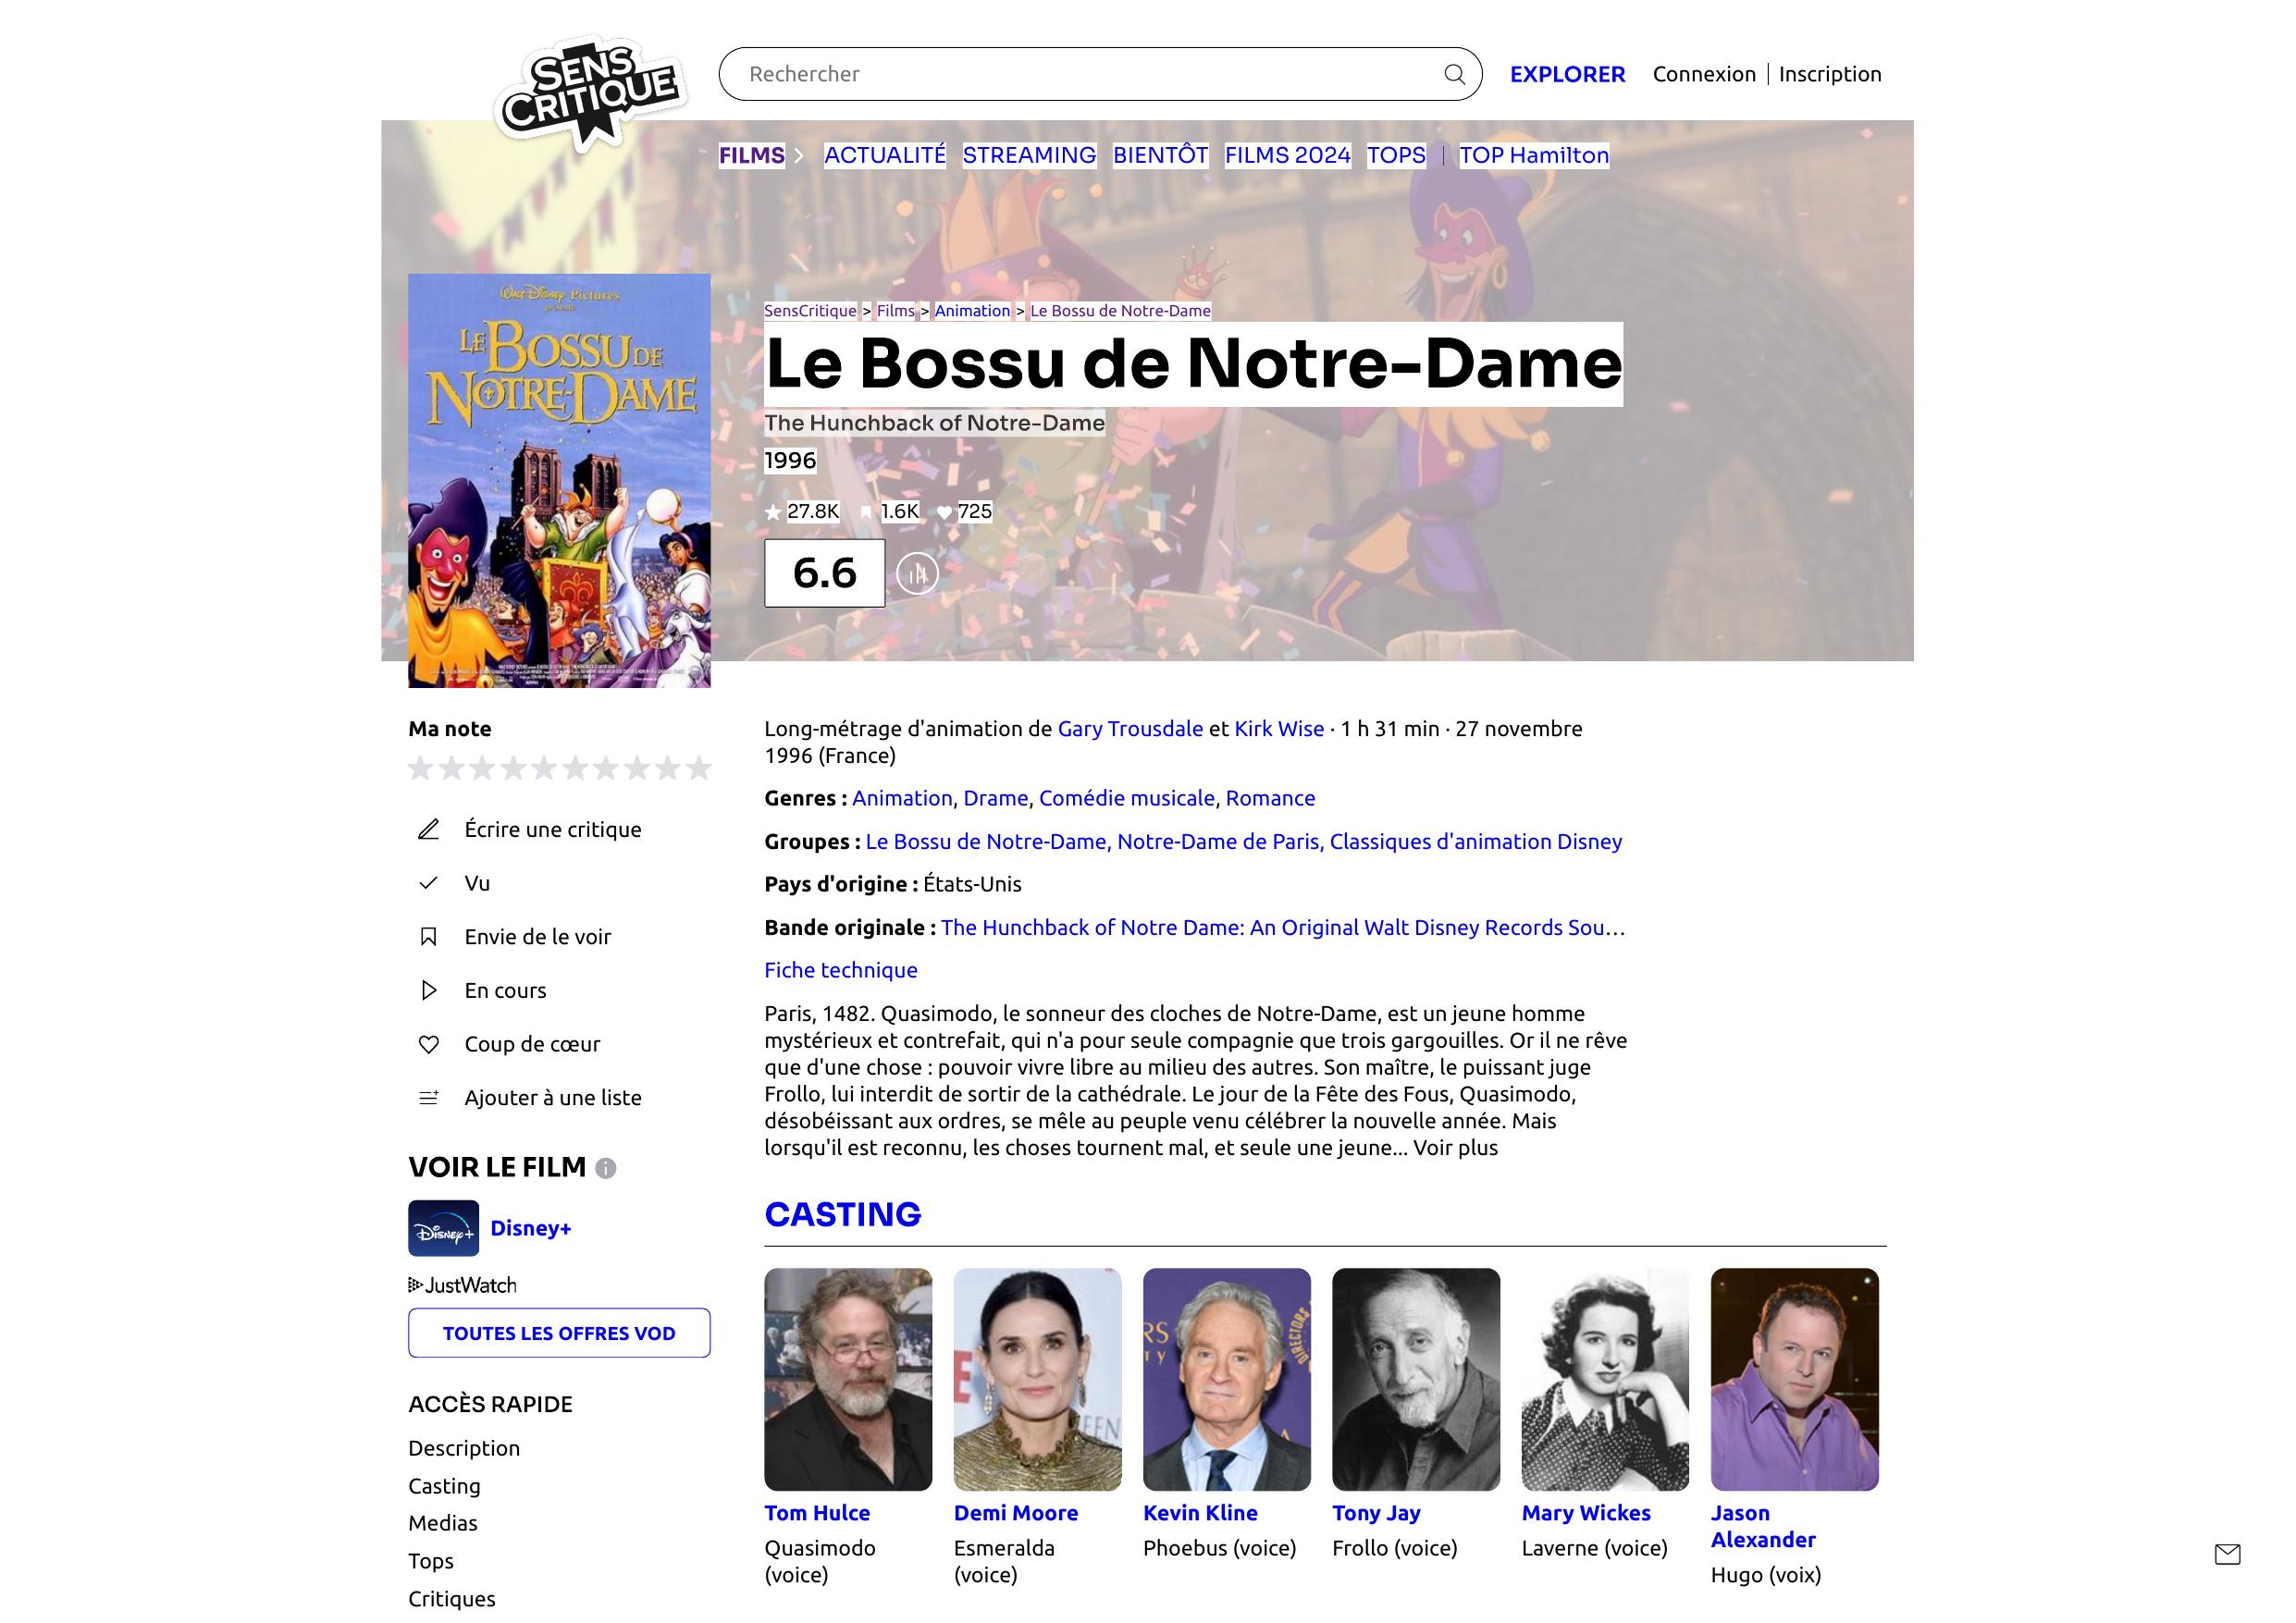 SENS
CRITIQUE
Rechercher
EXPLORER
Connexion
Inscription
FILMS
ACTUALITÉ
STREAMING
BIENTÔT
FILMS 2024
TOPS
TOP Hamilton
Walt Disney Pictures
LE BOSSU DE
NOTRE-DAME
SensCritique > Films > Animation > Le Bossu de Notre-Dame
Le Bossu de Notre-Dame
The Hunchback of Notre-Dame
1996
27.8K 1.6K 725
6.6
Ma note
Écrire une critique
Vu
Envie de le voir
En cours
Coup de cœur
Ajouter à une liste
VOIR LE FILM
Disney+
Disney+
JustWatch
TOUTES LES OFFRES VOD
ACCÈS RAPIDE
Description
Casting
Medias
Tops
Critiques
Long-métrage d'animation de Gary Trousdale et Kirk Wise · 1 h 31 min · 27 novembre
1996 (France)
Genres : Animation, Drame, Comédie musicale, Romance
Groupes : Le Bossu de Notre-Dame, Notre-Dame de Paris, Classiques d'animation Disney
Pays d'origine : États-Unis
Bande originale : The Hunchback of Notre Dame: An Original Walt Disney Records Sou…
Fiche technique
Paris, 1482. Quasimodo, le sonneur des cloches de Notre-Dame, est un jeune homme
mystérieux et contrefait, qui n'a pour seule compagnie que trois gargouilles. Or il ne rêve
que d'une chose : pouvoir vivre libre au milieu des autres. Son maître, le puissant juge
Frollo, lui interdit de sortir de la cathédrale. Le jour de la Fête des Fous, Quasimodo,
désobéissant aux ordres, se mêle au peuple venu célébrer la nouvelle année. Mais
lorsqu'il est reconnu, les choses tournent mal, et seule une jeune... Voir plus
CASTING
DIRECTORS
Tom Hulce
Quasimodo
(voice)
Demi Moore
Esmeralda
(voice)
Kevin Kline
Phoebus (voice)
Tony Jay
Frollo (voice)
Mary Wickes
Laverne (voice)
Jason
Alexander
Hugo (voix)